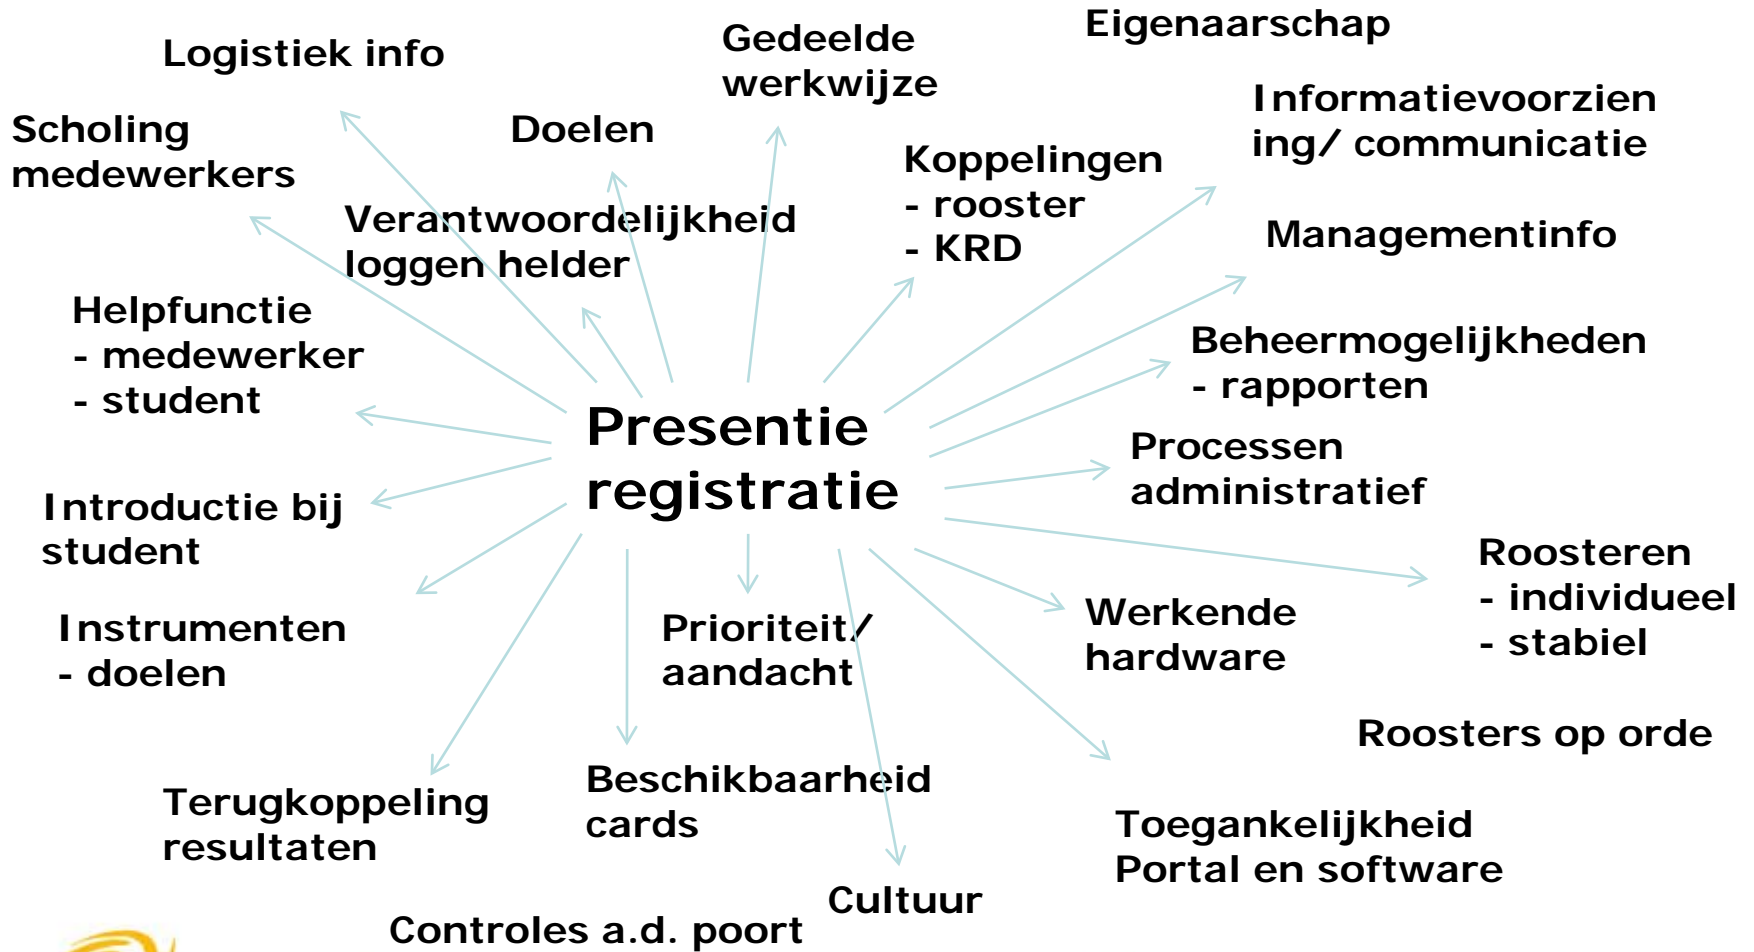 Eigenaarschap
Logistiek info
Gedeelde
werkwijze
Scholing
medewerkers
Doelen
Informatievoorzien
ing/ communicatie
Koppelingen
- rooster
- KRD
Verantwoordelijkheid
loggen helder
Managementinfo
Helpfunctie
- medewerker
- student
Beheermogelijkheden
- rapporten
Presentie
registratie
Processen
administratief
Introductie bij
student
Roosteren
- individueel
- stabiel
Instrumenten
- doelen
Prioriteit/
aandacht
Werkende
hardware
Roosters op orde
Terugkoppeling
resultaten
Beschikbaarheid
cards
Toegankelijkheid
Portal en software
Cultuur
Controles a.d. poort